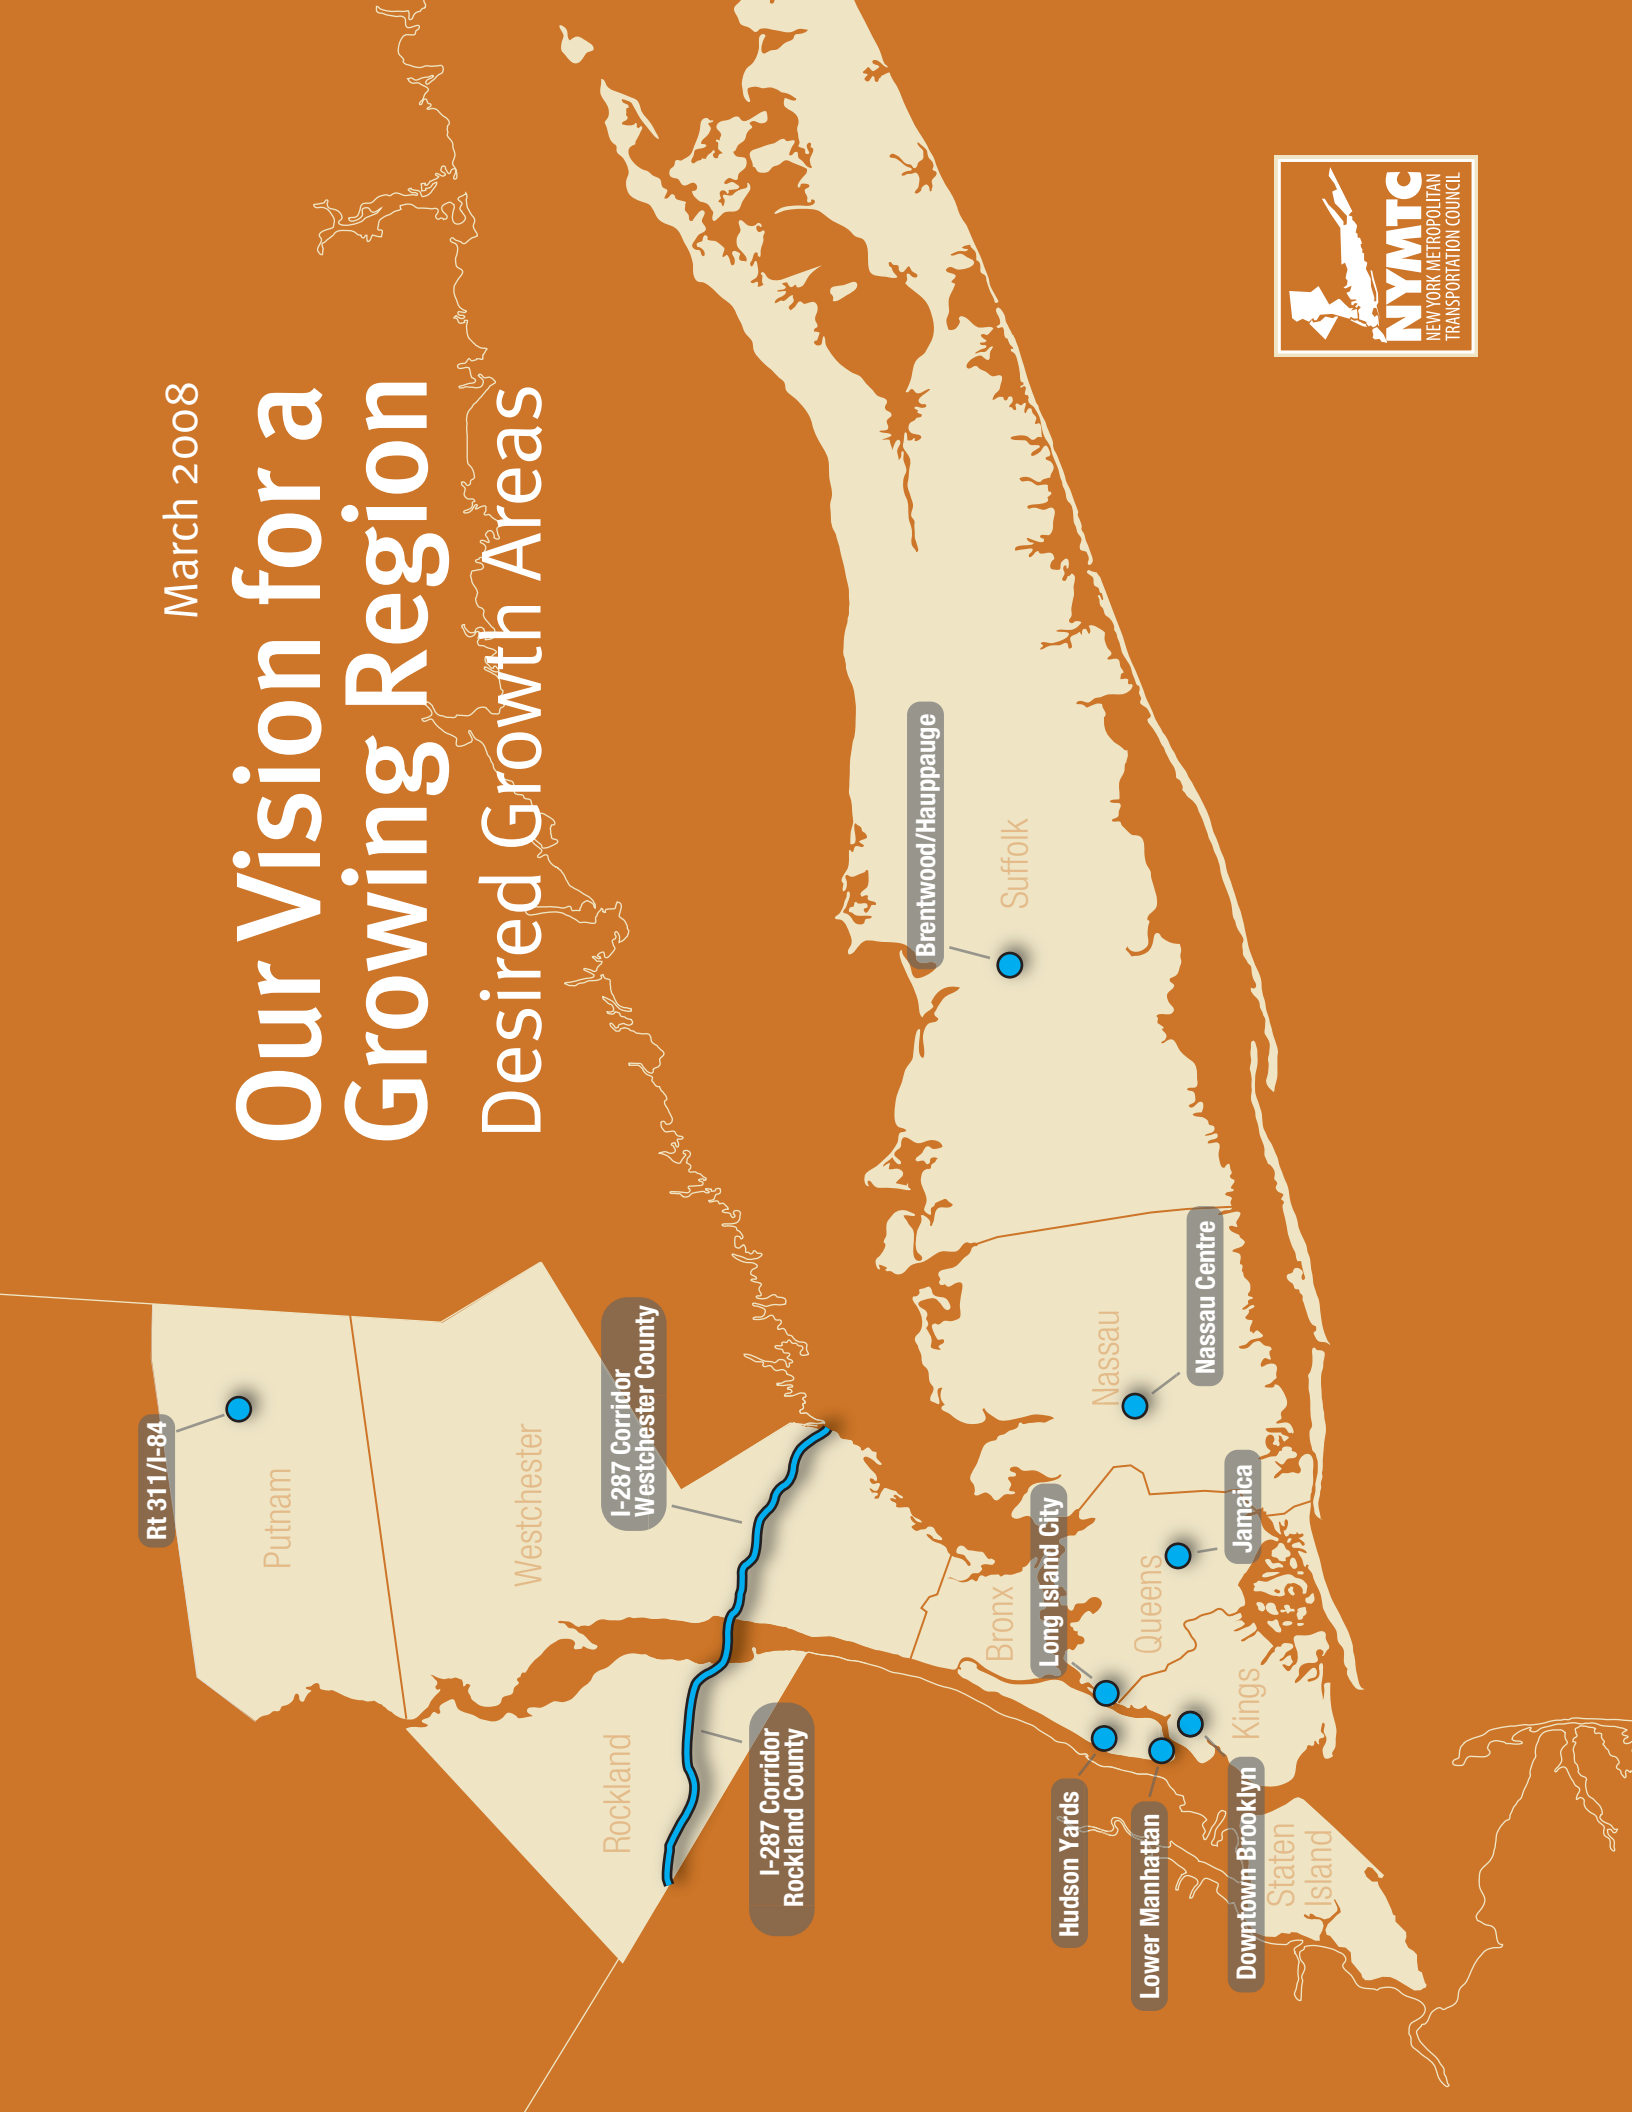 March 2008
Our Vision for a
Growing Region
Desired Growth Areas
Rt 311/I-84
Putnam
Westchester
I-287 Corridor
Westchester County
Rockland
I-287 Corridor
Rockland County
Brentwood/Hauppauge
Suffolk
Nassau
Nassau Centre
Bronx
Long Island City
Queens
Jamaica
Kings
Hudson Yards
Lower Manhattan
Downtown Brooklyn
Staten
Island
NYMTC
NEW YORK METROPOLITAN
TRANSPORTATION COUNCIL